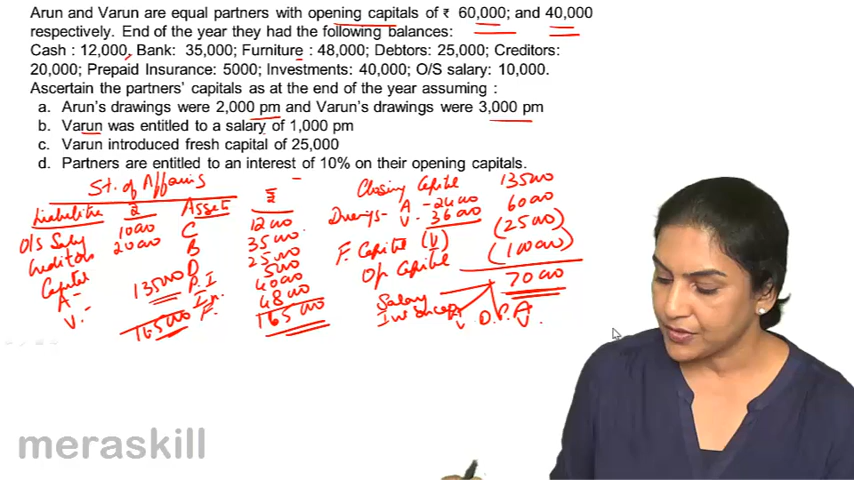 Arun and Varun are equal partners with opening capitals of ₹ 60,000; and 40,000
respectively. End of the year they had the following balances:
Cash : 12,000, Bank: 35,000; Furniture : 48,000; Debtors: 25,000; Creditors:
20,000; Prepaid Insurance: 5000; Investments: 40,000; O/S salary: 10,000.
Ascertain the partners' capitals as at the end of the year assuming :
a. Arun's drawings were 2,000 pm and Varun's drawings were 3,000 pm
b. Varun was entitled to a salary of 1,000 pm
c. Varun introduced fresh capital of 25,000
d. Partners are entitled to an interest of 10% on their opening capitals.
St. of Affairs
Liabilities ₹ Assets ₹
O/S Salary 10000 C 12000
Creditors 20000 B 35000
Capital D 25000
A - 135000 P.I 5000
V. - In. 40000
F. 48000
165000 165000
Closing Capital 135000
Drawings - A - 24000 60000
V. 36000
F. Capital (V) (25000)
Op Capital (100000)
70000
Salary
A
V D.P. A
V.
meraskill